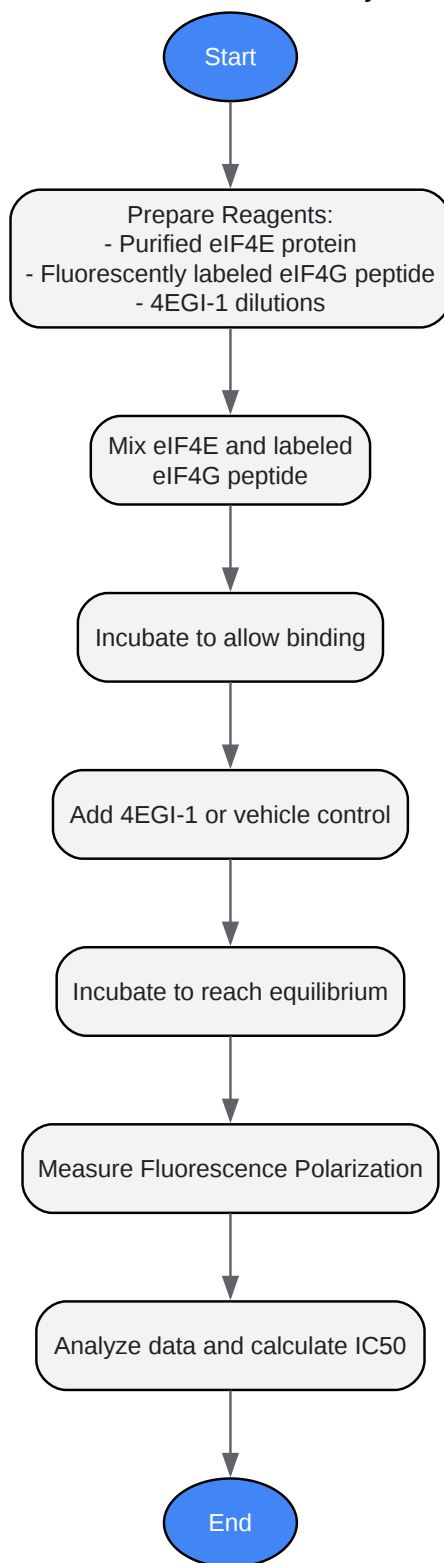 Start
Prepare Reagents:
- Purified eIF4E protein
- Fluorescently labeled eIF4G peptide
- 4EGI-1 dilutions
Mix eIF4E and labeled
eIF4G peptide
Incubate to allow binding
Add 4EGI-1 or vehicle control
Incubate to reach equilibrium
Measure Fluorescence Polarization
Analyze data and calculate IC50
End